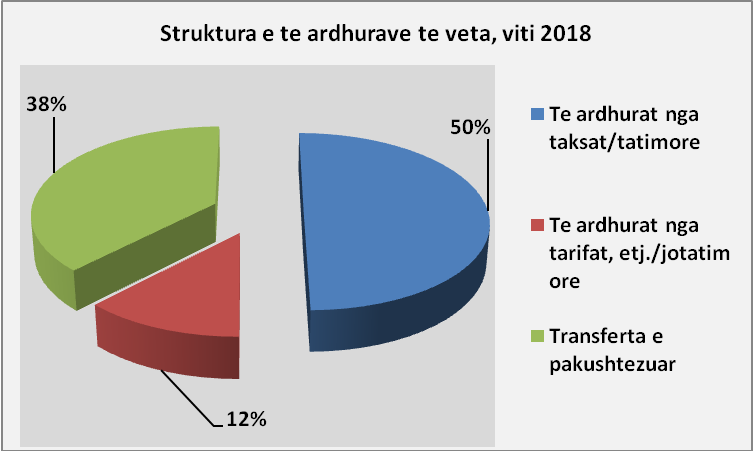 Struktura e te ardhurave te veta, viti 2018
38%
50%
12%
Te ardhurat nga
taksat/tatimore
Te ardhurat nga
tarifat, etj./jotatim
ore
Transferta e
pakushtezuar